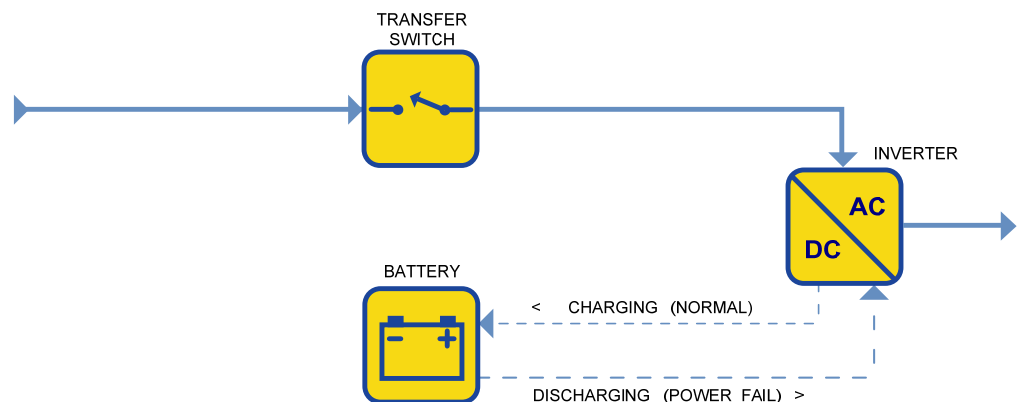 TRANSFER
SWITCH
INVERTER
AC
DC
BATTERY
< CHARGING (NORMAL)
DISCHARGING (POWER FAIL) >